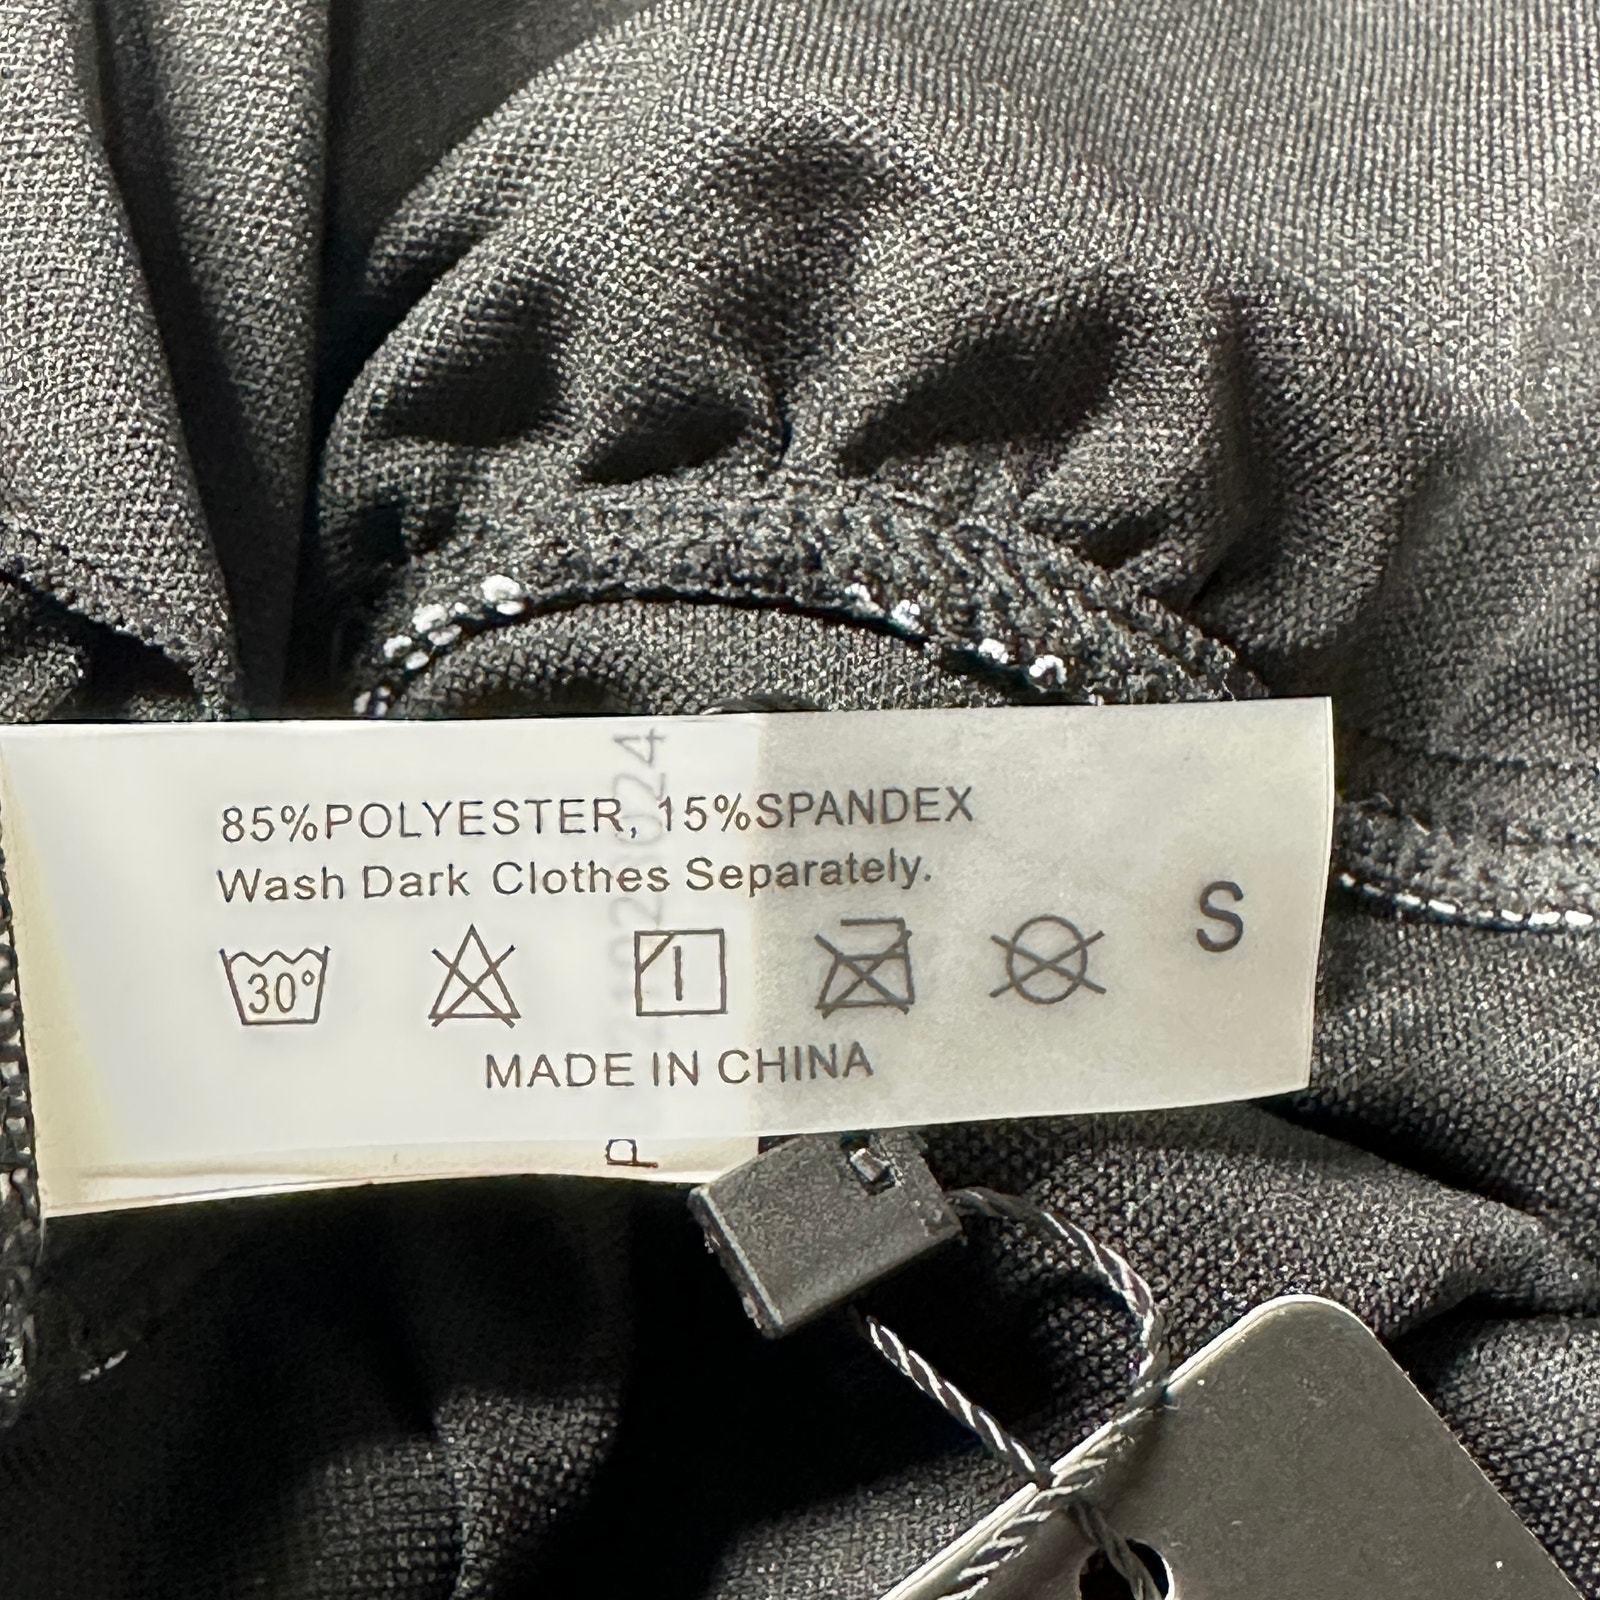 85%POLYESTER, 15%SPANDEX
Wash Dark Clothes Separately.
30°
S
MADE IN CHINA